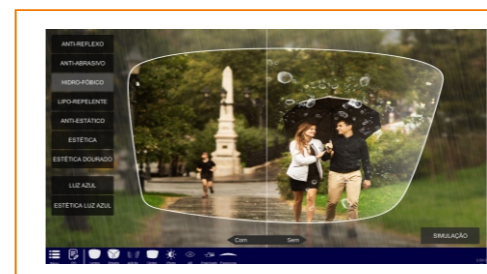 ANTI-REFLEXO
ANTI-ABRASIVO
HIDRO-FÓBICO
LIPO-REPELENTE
ANTI-ESTÁTICO
ESTÉTICA
ESTÉTICA DOURADO
LUZ AZUL
ESTÉTICA LUZ AZUL
Com Sem
SIMULAÇÃO